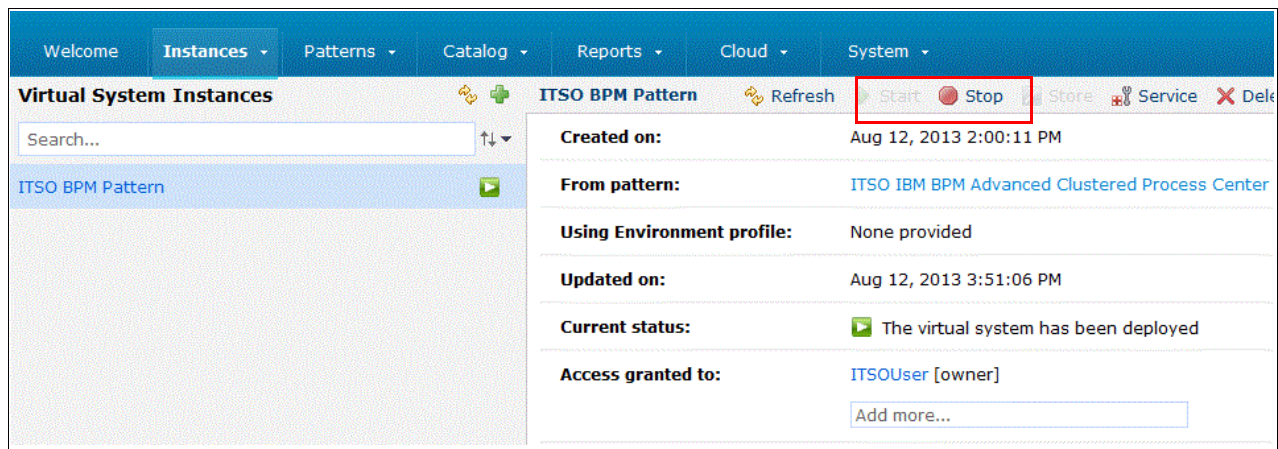 Welcome Instances Patterns Catalog Reports Cloud System
Virtual System Instances
Search...
ITSO BPM Pattern
ITSO BPM Pattern Refresh Start Stop Store Service Dele
Created on: Aug 12, 2013 2:00:11 PM
From pattern: ITSO IBM BPM Advanced Clustered Process Center
Using Environment profile: None provided
Updated on: Aug 12, 2013 3:51:06 PM
Current status: The virtual system has been deployed
Access granted to: ITSOUser [owner]
Add more...